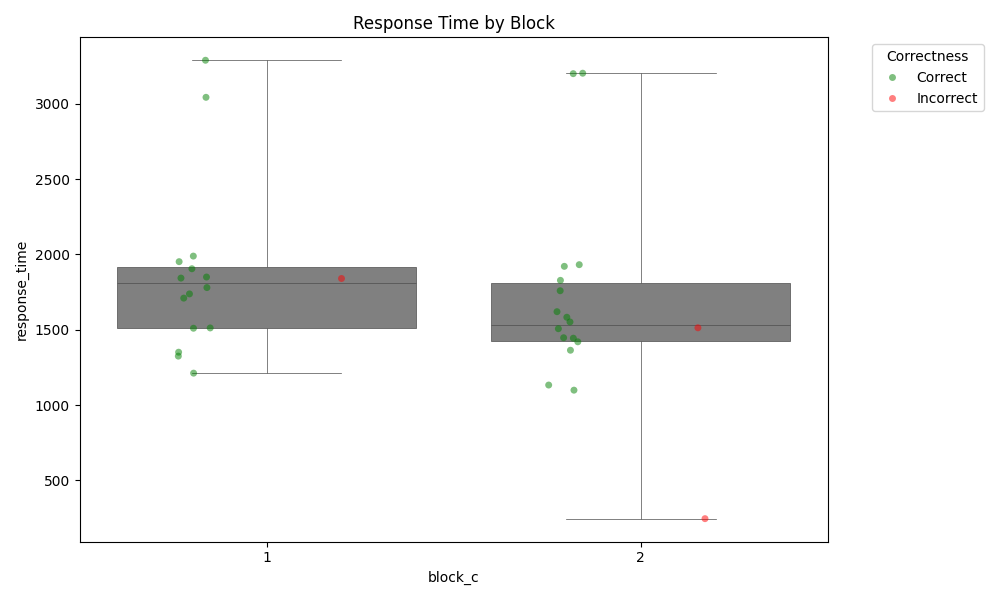 Response Time by Block
Correctness
Correct
Incorrect
response_time
3000
2500
2000
1500
1000
500
1
2
block_c